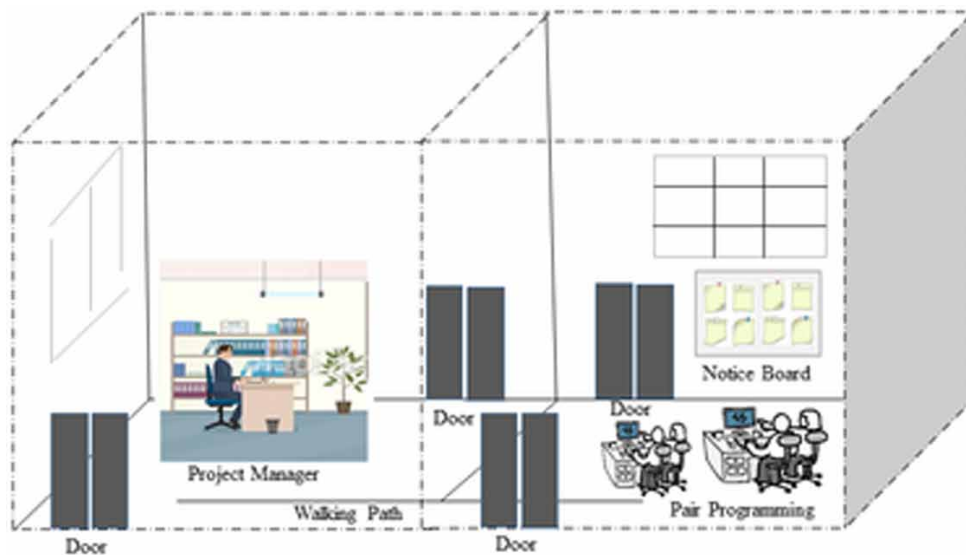 Notice Board
Door
Door
Project Manager
Walking Path
Pair Programming
Door
Door